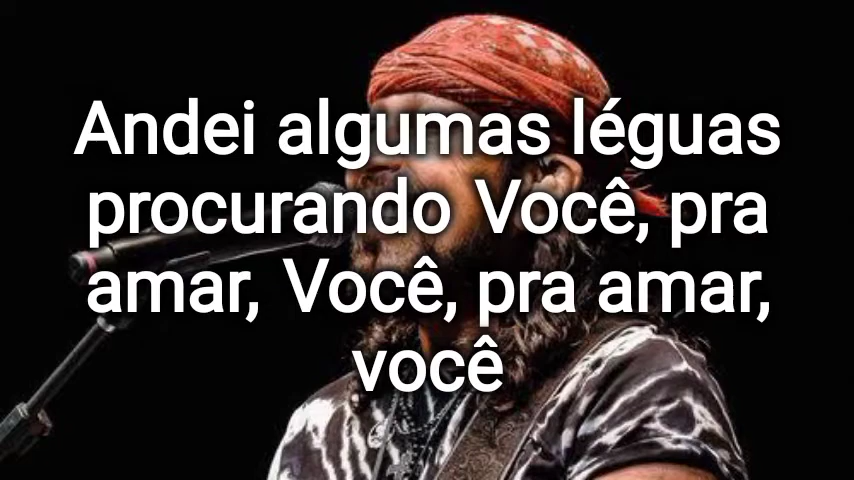 Andei algumas léguas
procurando Você, pra
amar, Você, pra amar,
você